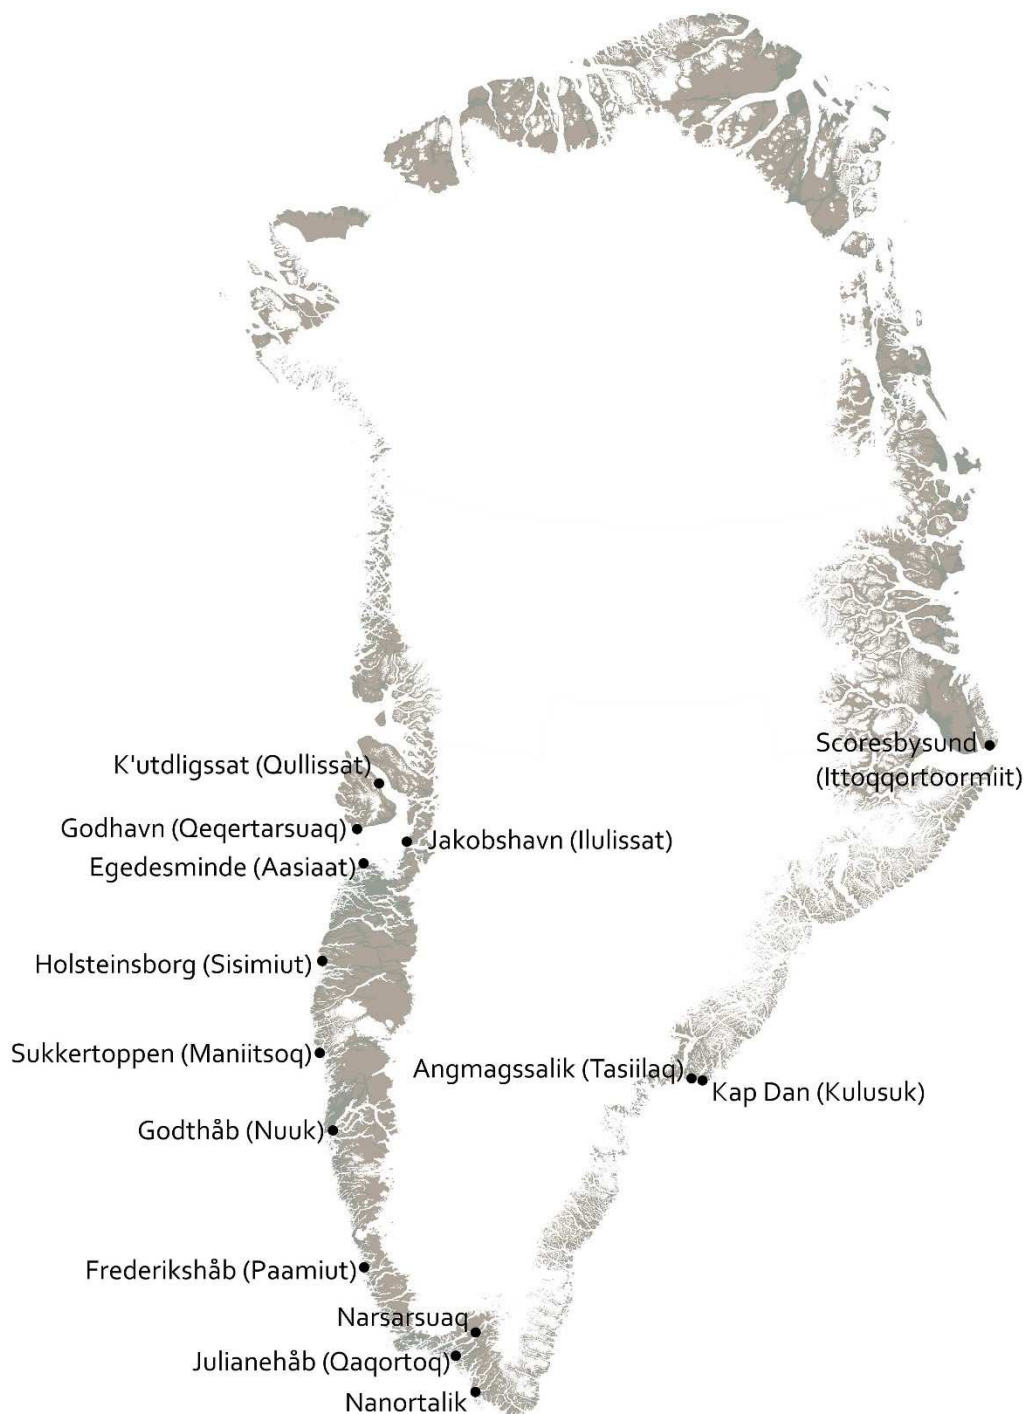 Scoresbysund
(Ittoqqortoormiit)
K'utdligssat (Qullissat)
Godhavn (Qeqertarsuaq)
Jakobshavn (Ilulissat)
Egedesminde (Aasiaat)
Holsteinsborg (Sisimiut)
Sukkertoppen (Maniitsoq)
Angmagssalik (Tasiilaq)
Kap Dan (Kulusuk)
Godthåb (Nuuk)
Frederikshåb (Paamiut)
Narsarsuaq
Julianehåb (Qaqortoq)
Nanortalik